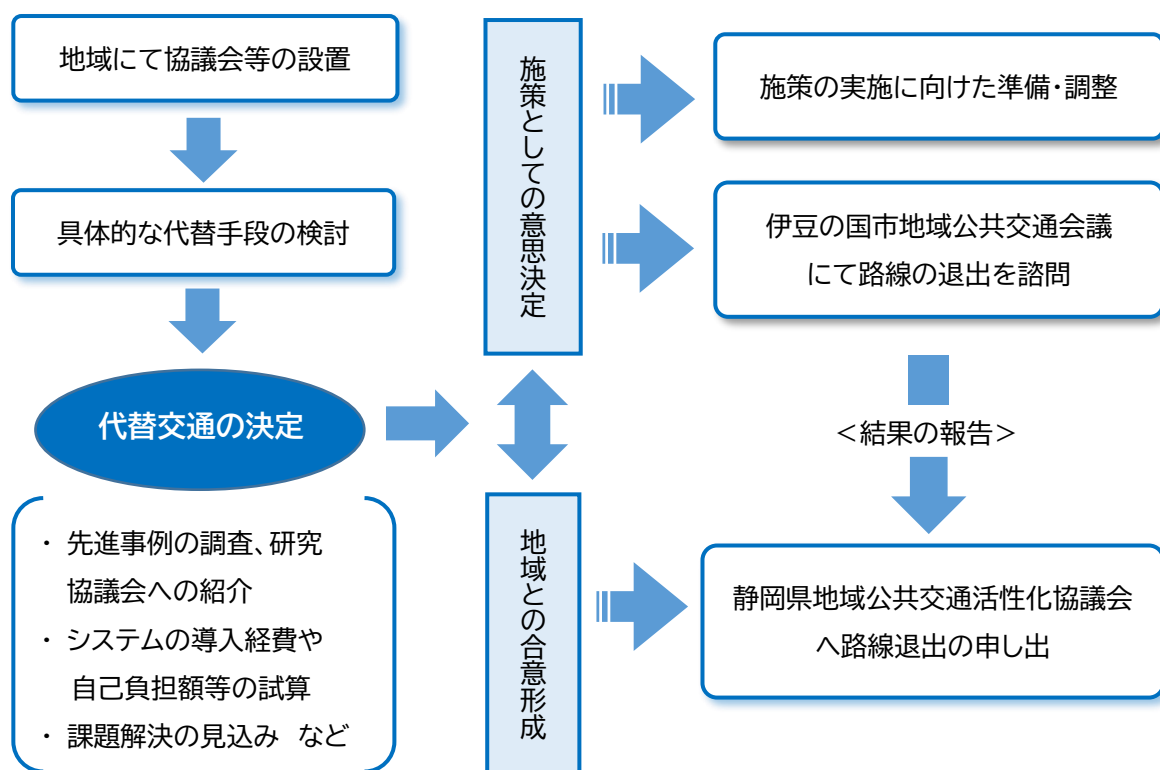 地域にて協議会等の設置
具体的な代替手段の検討
代替交通の決定
・ 先進事例の調査、研究
協議会への紹介
・ システムの導入経費や
自己負担額等の試算
・ 課題解決の見込み など
施策としての意思決定
地域との合意形成
施策の実施に向けた準備・調整
伊豆の国市地域公共交通会議
にて路線の退出を諮問
＜結果の報告＞
静岡県地域公共交通活性化協議会
へ路線退出の申し出